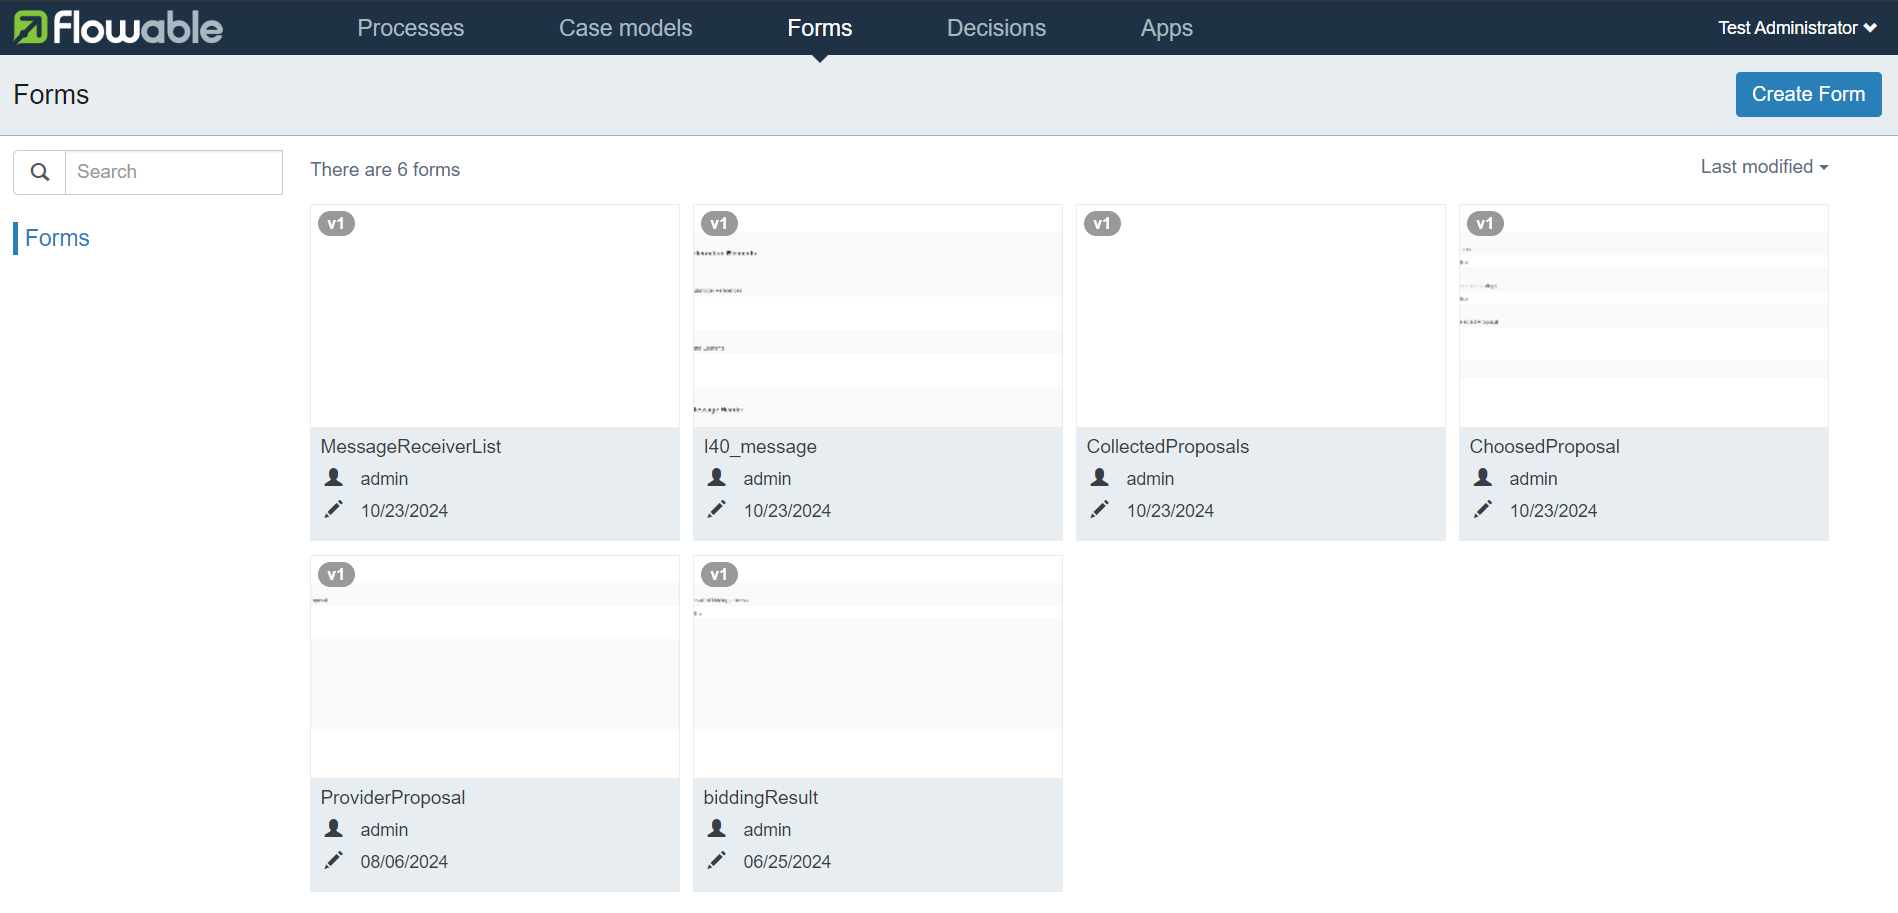 flowable Processes Case models Forms Decisions Apps Test Administrator
Forms Create Form
Search There are 6 forms Last modified
Forms
v1 v1 v1 v1
Message Header
MessageReceiverList I40_message CollectedProposals ChoosedProposal
admin admin admin admin
10/23/2024 10/23/2024 10/23/2024 10/23/2024
v1 v1
ProviderProposal biddingResult
admin admin
08/06/2024 06/25/2024